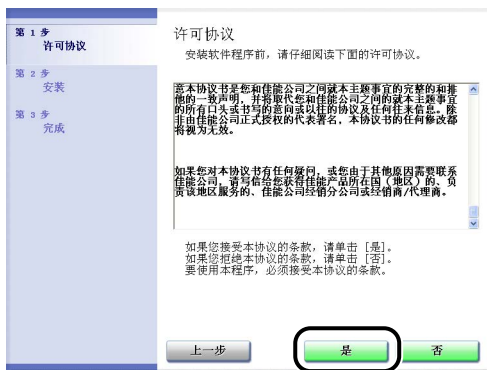 第 1 步
许可协议
第 2 步
安装
第 3 步
完成
许可协议
安装软件程序前，请仔细阅读下面的许可协议。
意本协议书是您和佳能公司之间就本主题事宜的完整的和排
他的一致声明，并将取代您和佳能公司之间的就本主题事宜
的所有口头或书写的意向或以往的协议及任何往来信息。除
非由佳能公司正式授权的代表署名，本协议书的任何修改都
将视为无效。
如果您对本协议书有任何疑问，或您由于其他原因需要联系
佳能公司，请写信给您获得佳能产品所在国（地区）的、负
责该地区服务的、佳能公司经销分公司或经销商/代理商。
如果您接受本协议的条款，请单击［是］。
如果您拒绝本协议的条款，请单击［否］。
要使用本程序，必须接受本协议的条款。
上一步
是
否